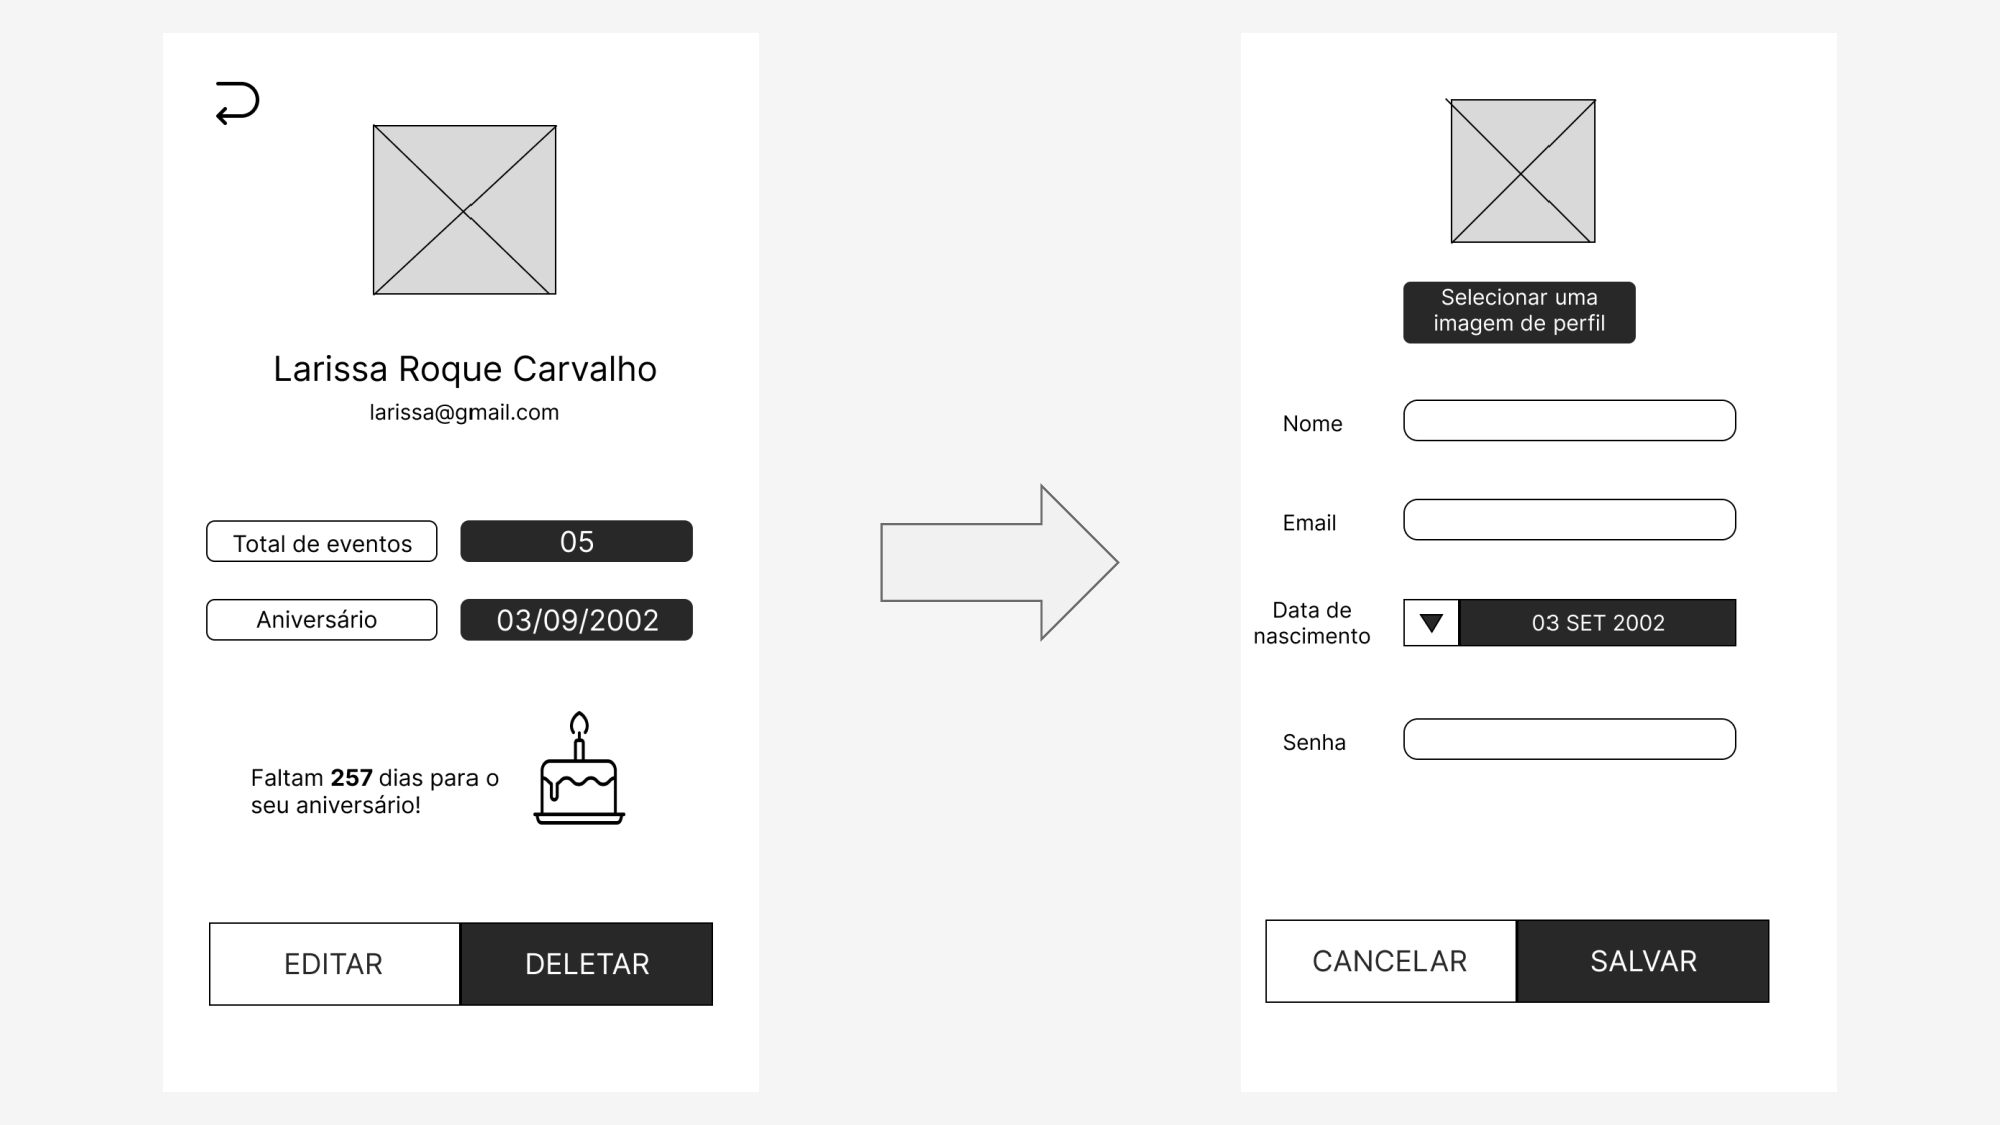 Larissa Roque Carvalho
larissa@gmail.com
Total de eventos
05
Aniversário
03/09/2002
Faltam 257 dias para o
seu aniversário!
EDITAR
DELETAR
Selecionar uma
imagem de perfil
Nome
Email
Data de
nascimento
03 SET 2002
Senha
CANCELAR
SALVAR